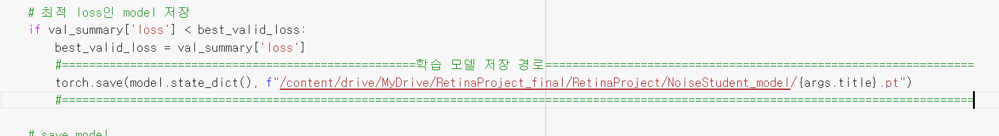 # 최적 loss인 model 저장
if val_summary['loss'] < best_valid_loss:
best_valid_loss = val_summary['loss']
#====================================================학습 모델 저장 경로===============================================================
torch.save(model.state_dict(), f"/content/drive/MyDrive/RetinaProject_final/RetinaProject/NoiseStudent_model/{args.title}.pt")
#======================================================================================================================================
# save model